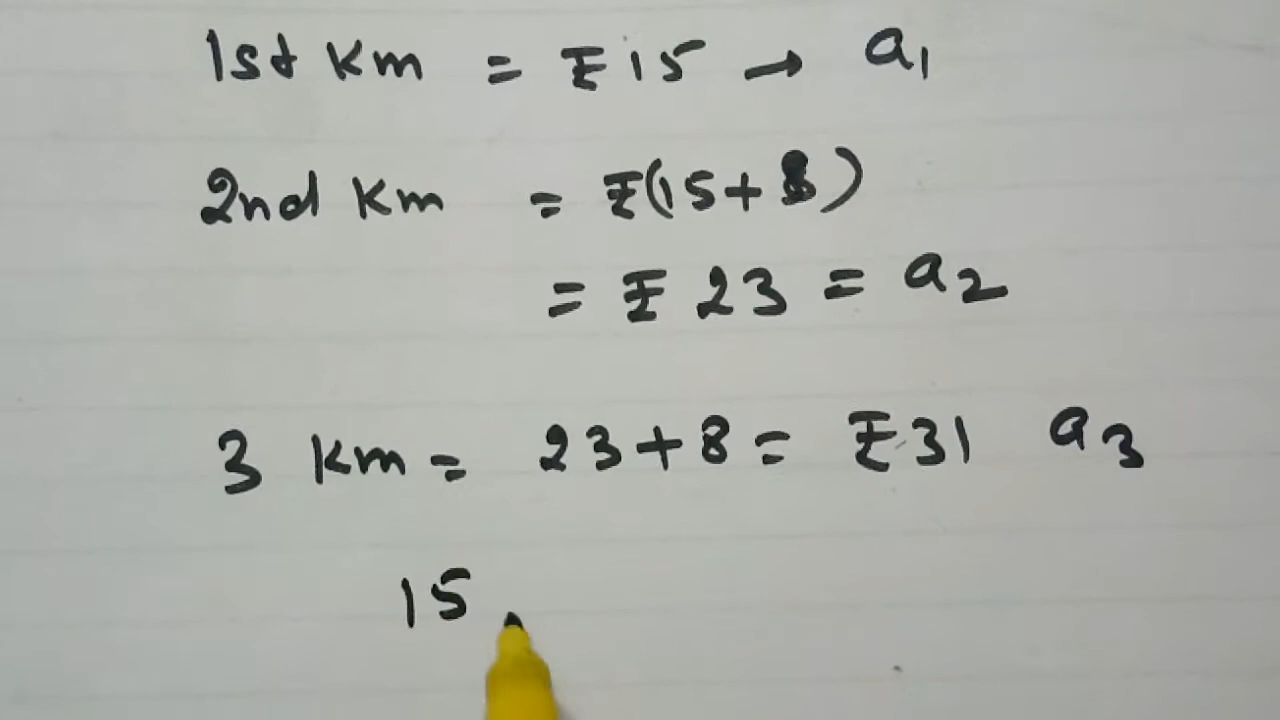 1st km = ₹15 → a1
2nd km = ₹(15+8)
= ₹ 23 = a2
3 km = 23+8 = ₹31 a3
15